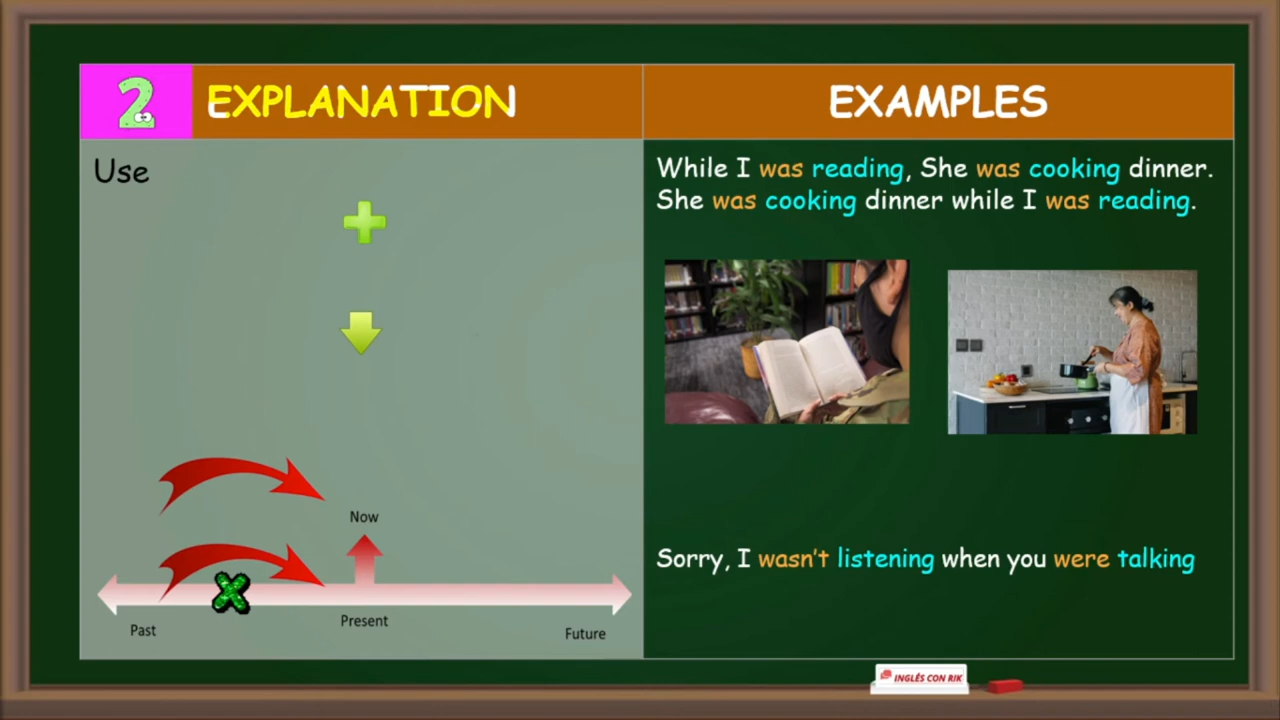 2
EXPLANATION
EXAMPLES
Use
While I was reading, She was cooking dinner.
She was cooking dinner while I was reading.
Now
Sorry, I wasn't listening when you were talking
Past
Present
Future
INGLÉS CON RIK